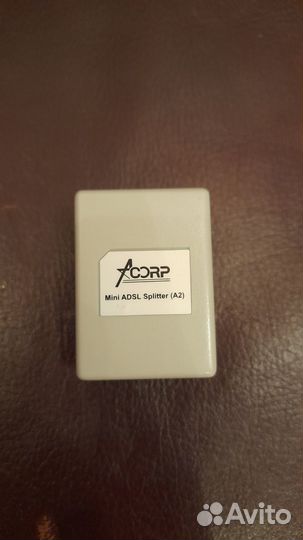 ACORP
Mini ADSL Splitter (A2)
Avito